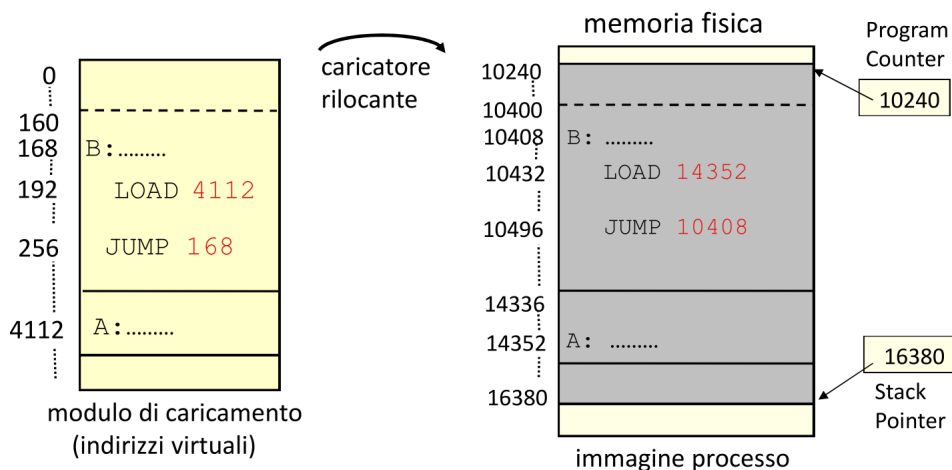 0
160
168
192
256
4112
B:.........
LOAD 4112
JUMP 168
A:.........
modulo di caricamento
(indirizzi virtuali)
caricatore
rilocante
memoria fisica
10240
10400
10408
10432
10496
14336
14352
16380
B: .........
LOAD 14352
JUMP 10408
A: .........
immagine processo
Program
Counter
10240
16380
Stack
Pointer